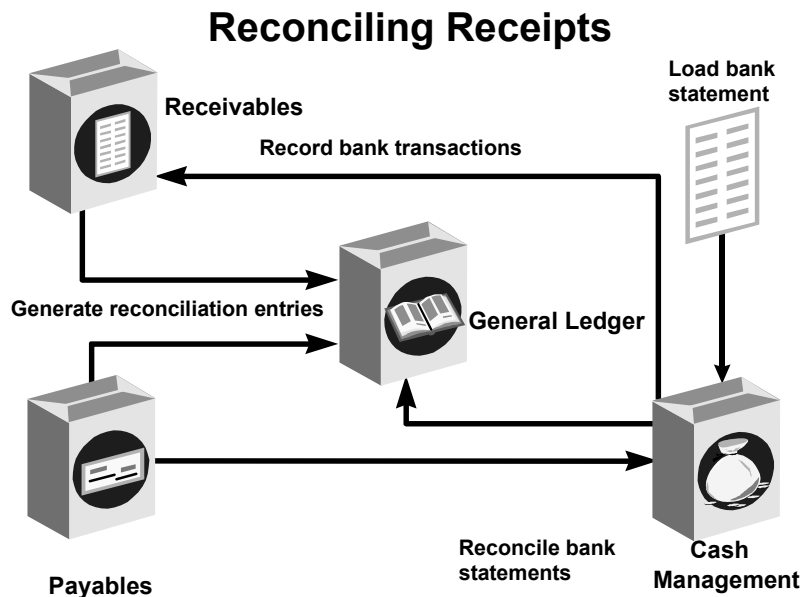 Reconciling Receipts
Load bank
statement
Receivables
Record bank transactions
Generate reconciliation entries
General Ledger
Reconcile bank
statements
Cash
Management
Payables